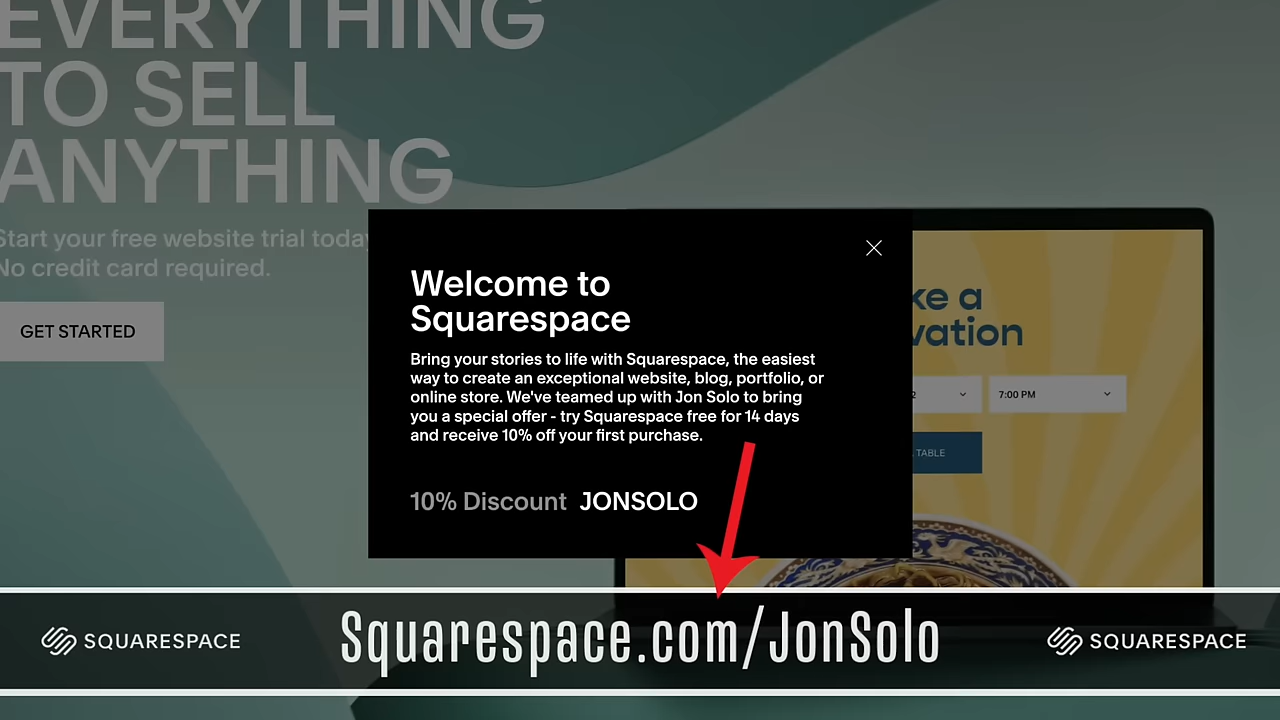 EVERYTHING
TO SELL
ANYTHING
Start your free website trial today
No credit card required.
GET STARTED
Welcome to
Squarespace
Bring your stories to life with Squarespace, the easiest
way to create an exceptional website, blog, portfolio, or
online store. We've teamed up with Jon Solo to bring
you a special offer - try Squarespace free for 14 days
and receive 10% off your first purchase.
10% Discount JONSOLO
ke a
vation
2
7:00 PM
TABLE
SQUARESPACE
Squarespace.com/JonSolo
SQUARESPACE